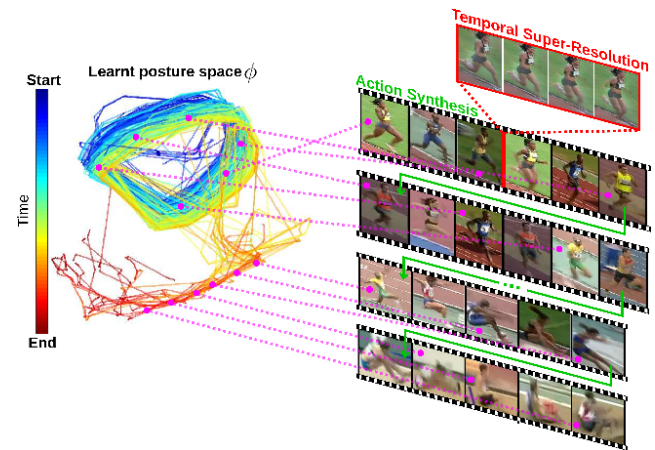 Temporal Super-Resolution
Start
Learnt posture space ϕ
Action Synthesis
Time
...
End